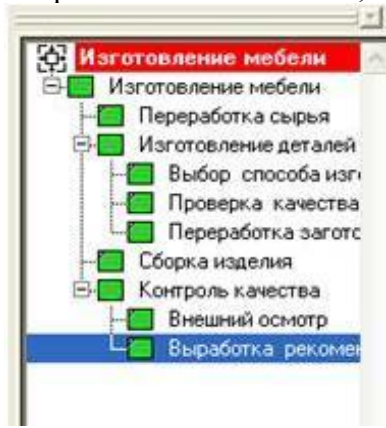 Изготовление мебели
Изготовление мебели
Переработка сырья
Изготовление деталей
Выбор способа
Проверка качества
Переработка
Сборка изделия
Контроль качества
Внешний осмотр
Выработка